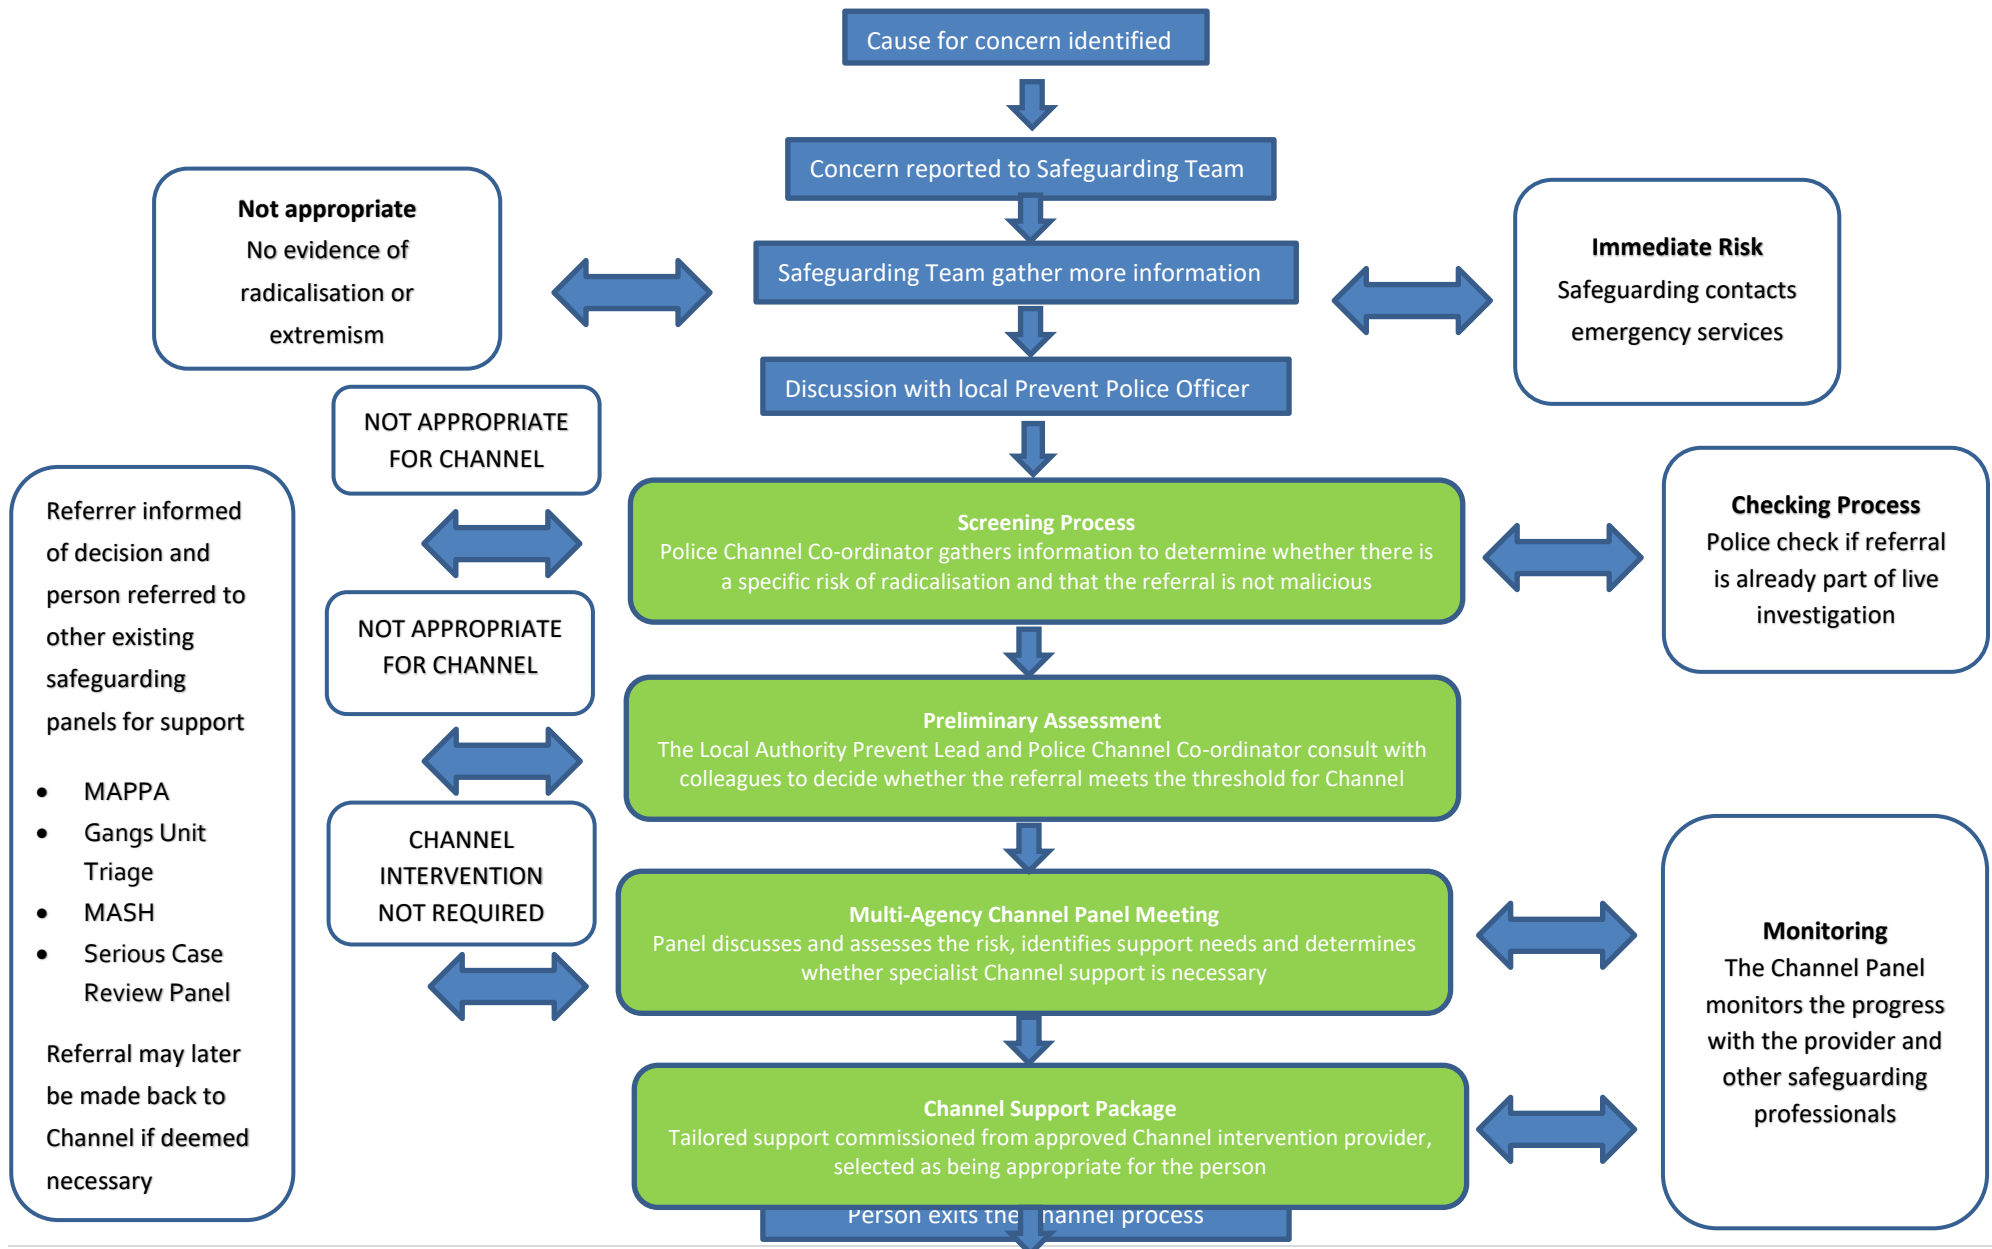 Cause for concern identified
Concern reported to Safeguarding Team
Not appropriate
No evidence of
radicalisation or
extremism
Safeguarding Team gather more information
Immediate Risk
Safeguarding contacts
emergency services
Discussion with local Prevent Police Officer
NOT APPROPRIATE
FOR CHANNEL
Screening Process
Police Channel Co-ordinator gathers information to determine whether there is
a specific risk of radicalisation and that the referral is not malicious
Checking Process
Police check if referral
is already part of live
investigation
Referrer informed
of decision and
person referred to
other existing
safeguarding
panels for support
• MAPPA
• Gangs Unit
Triage
• MASH
• Serious Case
Review Panel
Referral may later
be made back to
Channel if deemed
necessary
NOT APPROPRIATE
FOR CHANNEL
Preliminary Assessment
The Local Authority Prevent Lead and Police Channel Co-ordinator consult with
colleagues to decide whether the referral meets the threshold for Channel
CHANNEL
INTERVENTION
NOT REQUIRED
Multi-Agency Channel Panel Meeting
Panel discusses and assesses the risk, identifies support needs and determines
whether specialist Channel support is necessary
Monitoring
The Channel Panel
monitors the progress
with the provider and
other safeguarding
professionals
Channel Support Package
Tailored support commissioned from approved Channel intervention provider,
selected as being appropriate for the person
Person exits the Channel process